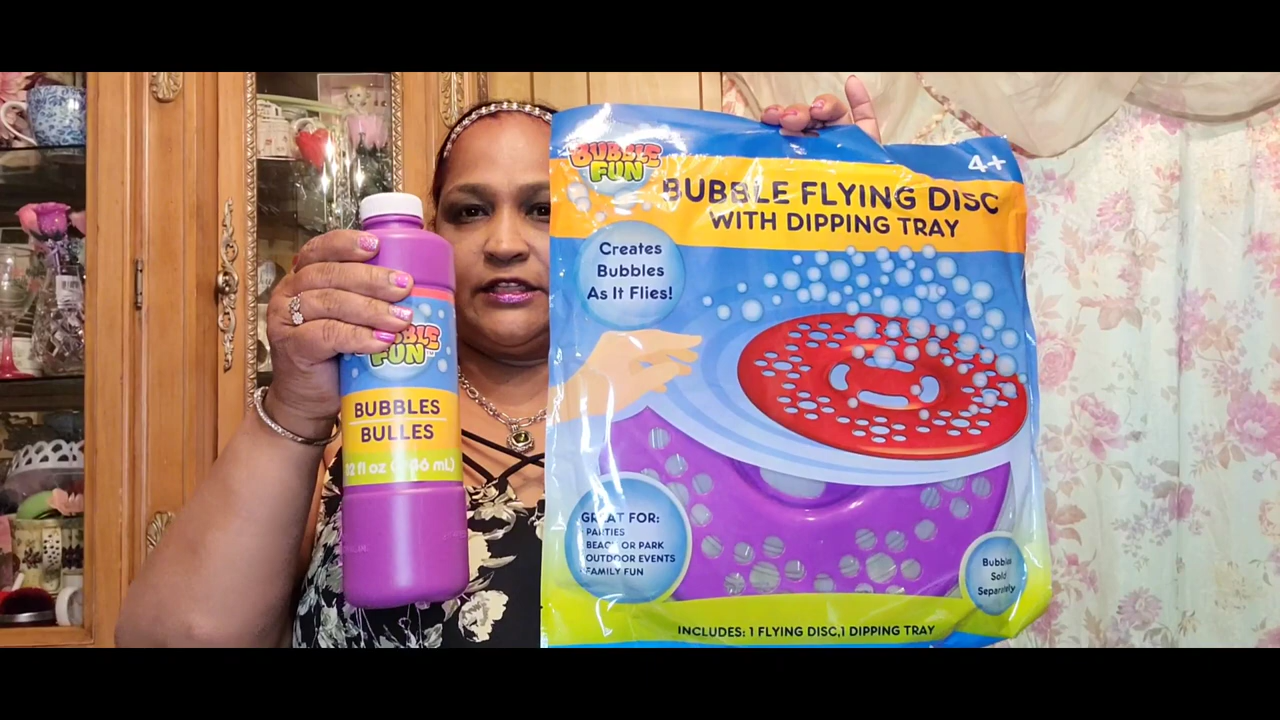 BUBBLE
FUN
BUBBLES
BULLES
BUBBLE
FUN
4+
BUBBLE FLYING DISC
WITH DIPPING TRAY
Creates
Bubbles
As It Flies!
GREAT FOR:
PARTIES
BEACH OR PARK
OUTDOOR EVENTS
FAMILY FUN
Bubbles
Sold
Separately
INCLUDES: 1 FLYING DISC,1 DIPPING TRAY